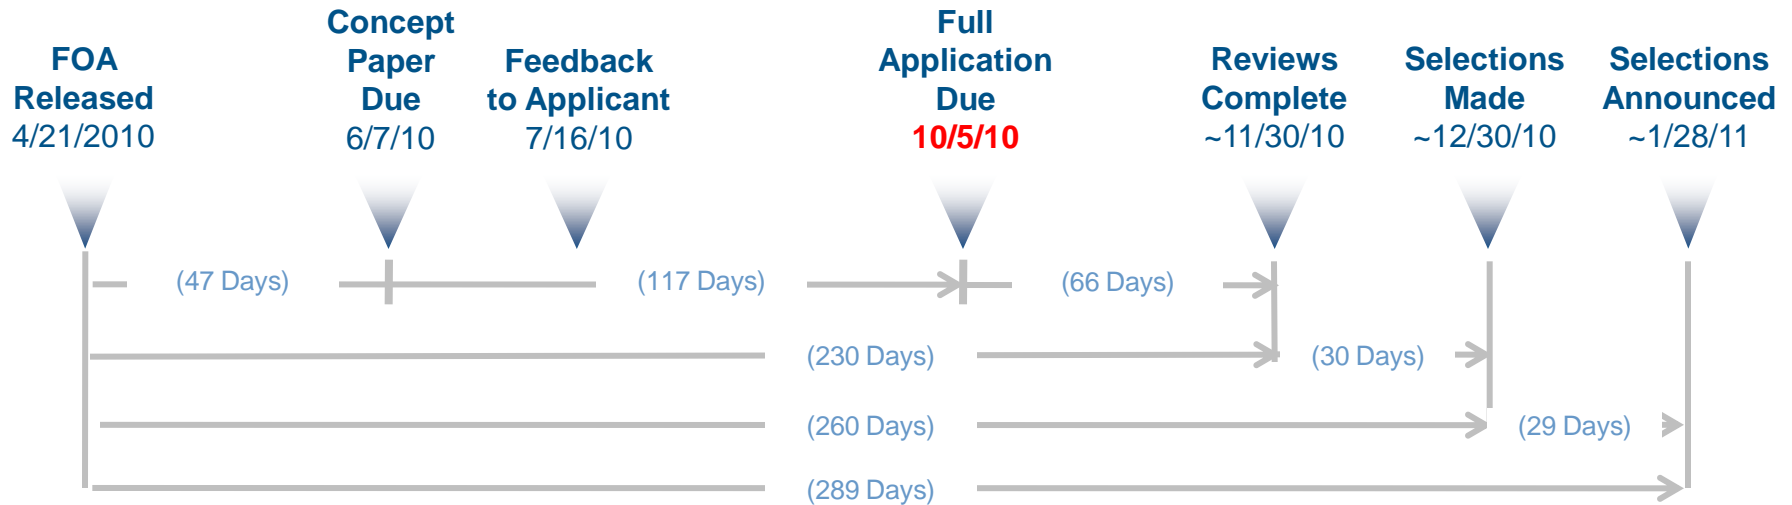 FOA
Released
4/21/2010
Concept
Paper
Due
6/7/10
Feedback
to Applicant
7/16/10
Full
Application
Due
10/5/10
Reviews
Complete
~11/30/10
Selections
Made
~12/30/10
Selections
Announced
~1/28/11
(47 Days)
(117 Days)
(66 Days)
(230 Days)
(30 Days)
(260 Days)
(29 Days)
(289 Days)